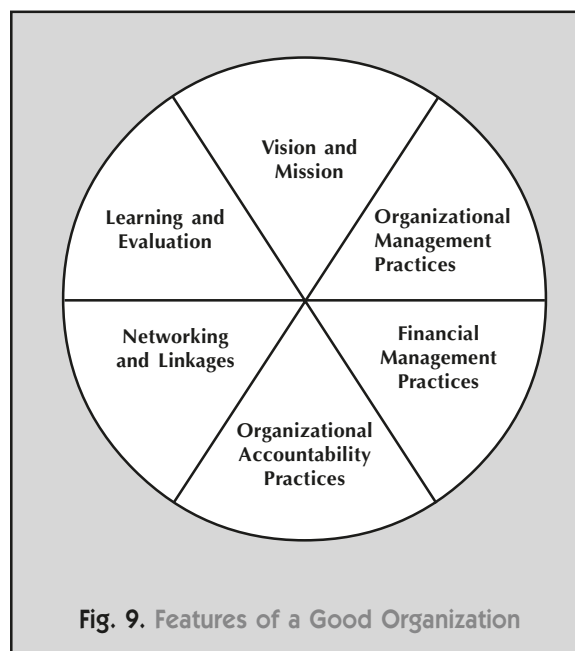 Vision and
Mission
Organizational
Management
Practices
Financial
Management
Practices
Organizational
Accountability
Practices
Networking
and Linkages
Learning and
Evaluation
Fig. 9. Features of a Good Organization